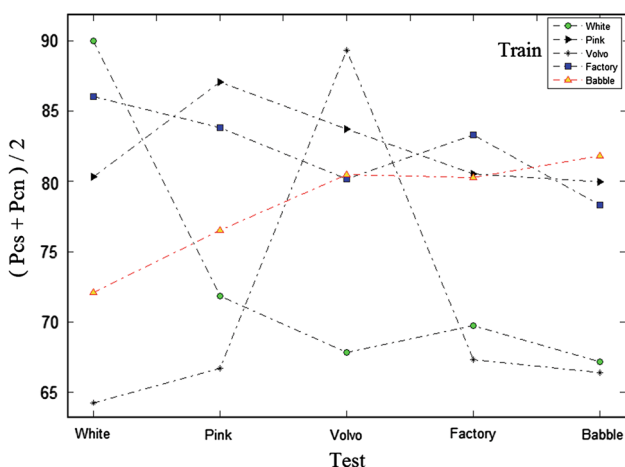 Train
White
Pink
Volvo
Factory
Babble
( Pcs + Pcn ) / 2
90
85
80
75
70
65
White Pink Volvo Factory Babble
Test